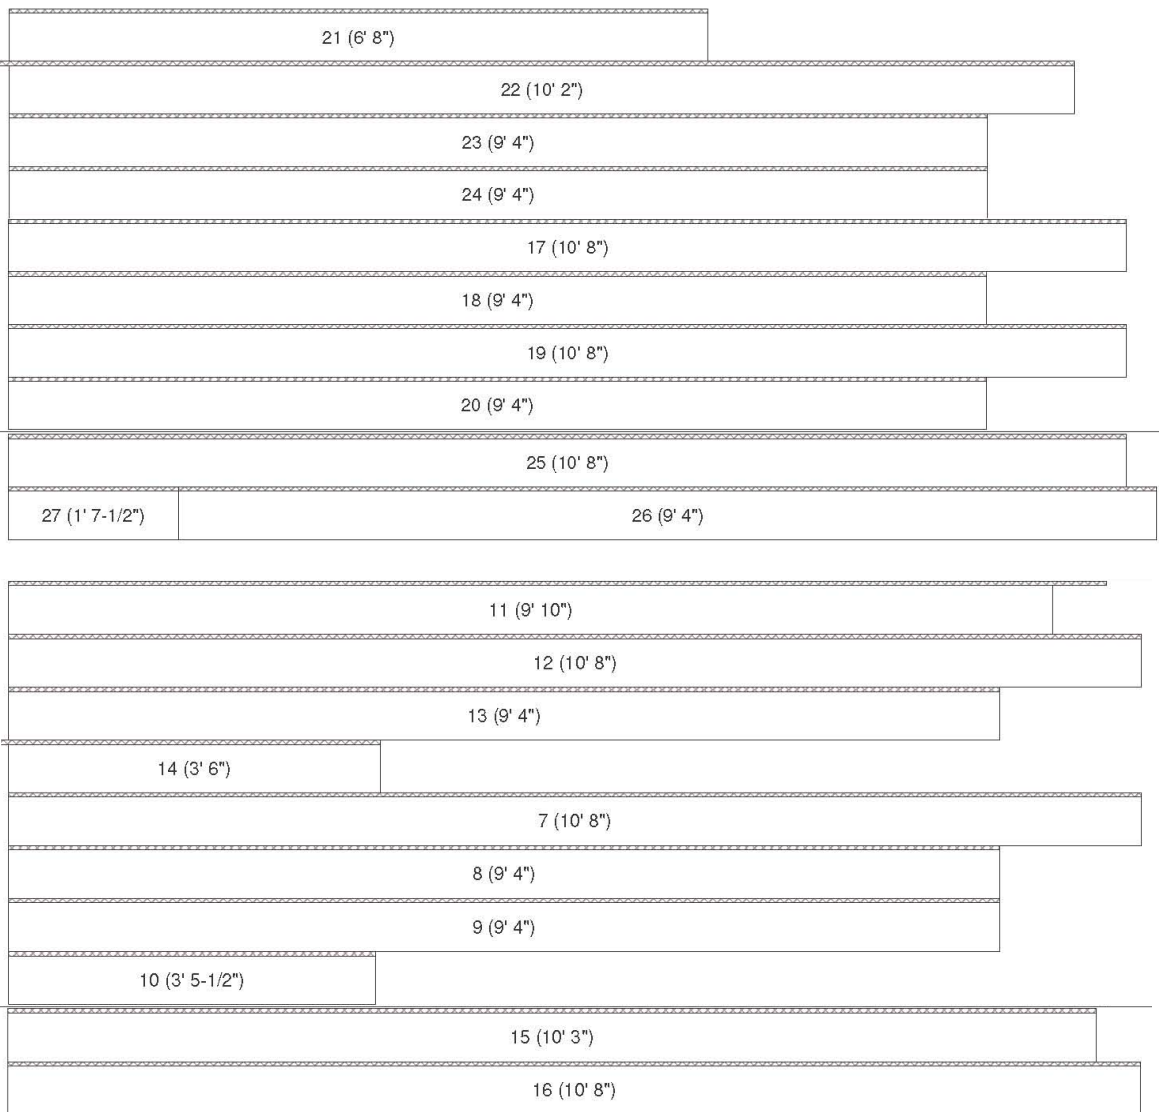 21 (6' 8")
22 (10' 2")
23 (9' 4")
24 (9' 4")
17 (10' 8")
18 (9' 4")
19 (10' 8")
20 (9' 4")
25 (10' 8")
27 (1' 7-1/2") 26 (9' 4")
11 (9' 10")
12 (10' 8")
13 (9' 4")
14 (3' 6")
7 (10' 8")
8 (9' 4")
9 (9' 4")
10 (3' 5-1/2")
15 (10' 3")
16 (10' 8")